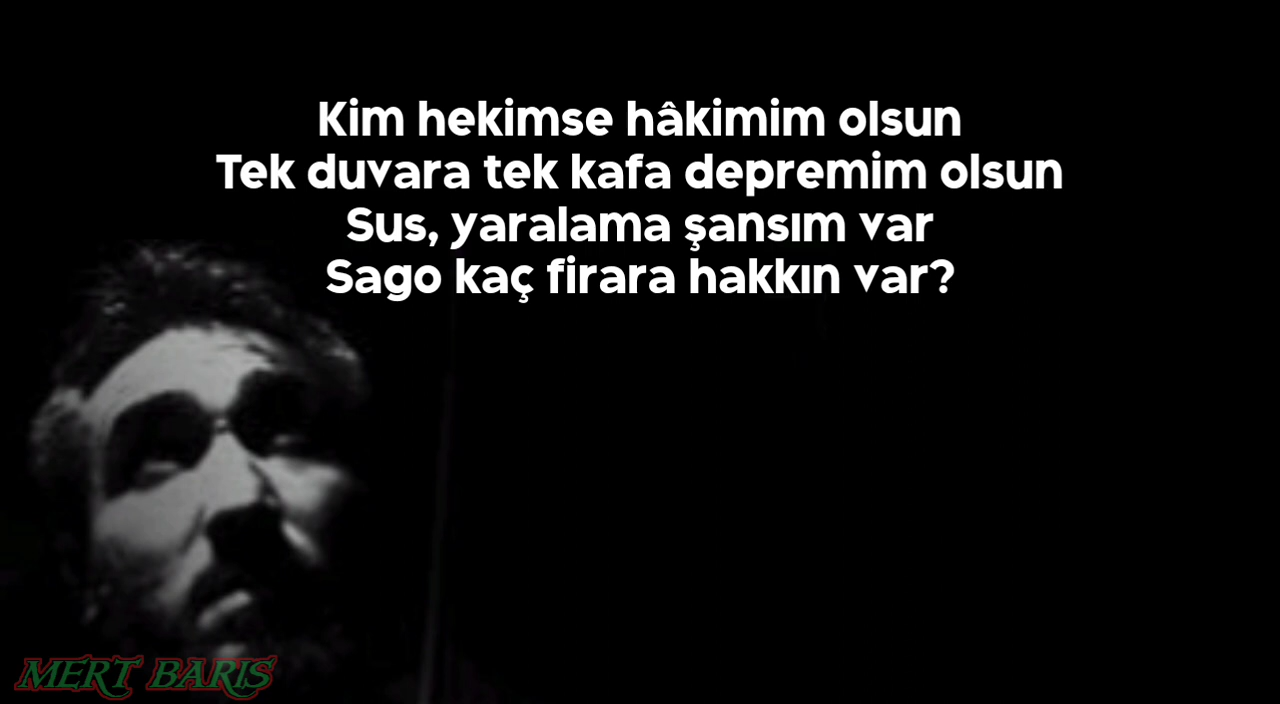 Kim hekimse hâkimim olsun
Tek duvara tek kafa depremim olsun
Sus, yaralama şansım var
Sago kaç firara hakkın var?
MERT BARIS